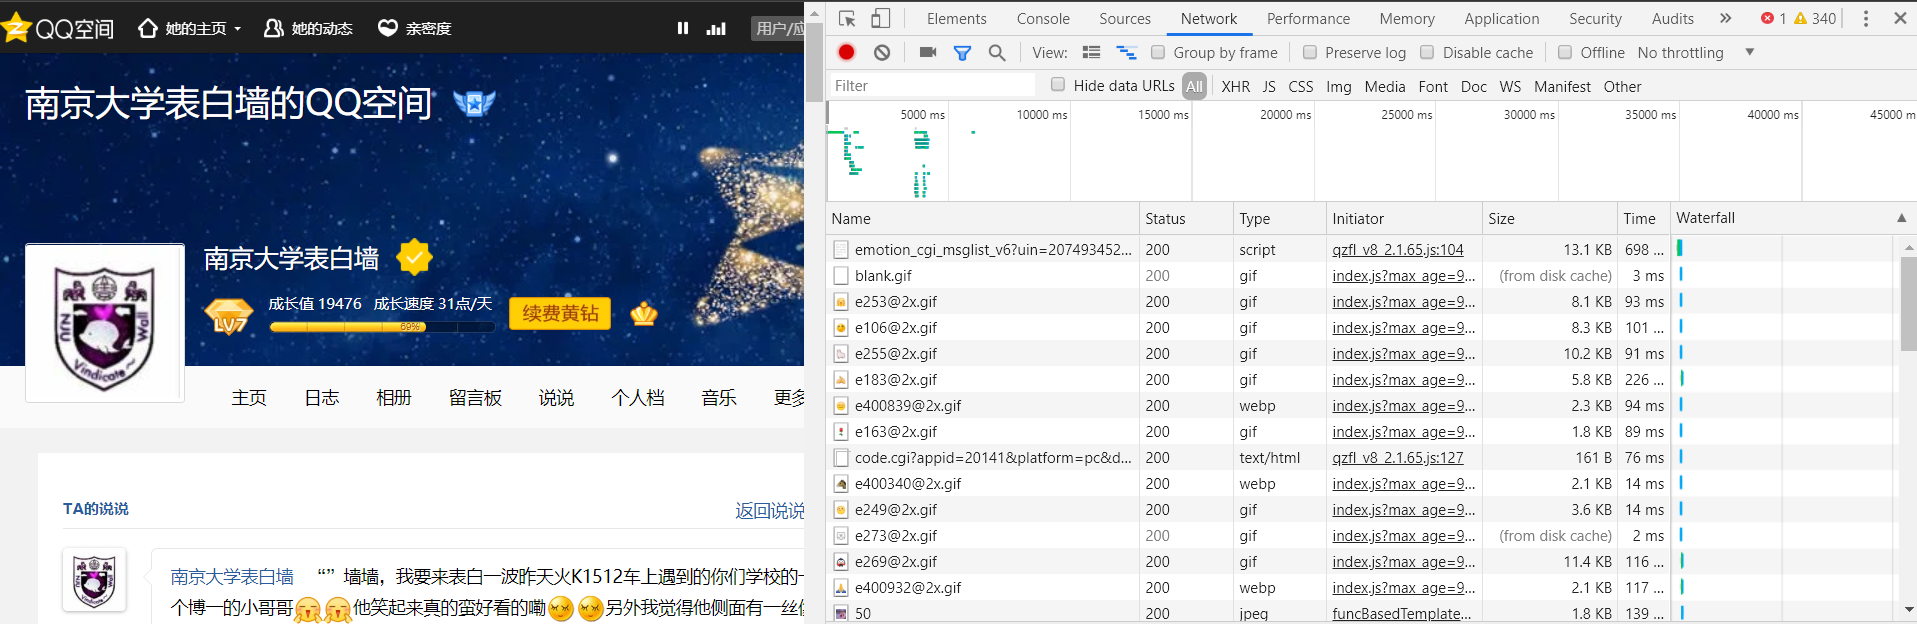 QQ空间 她的主页 她的动态 亲密度
南京大学表白墙的QQ空间
南京大学表白墙
LV7 成长值 19476 成长速度 31点/天
69%
续费黄钻
NJU Wall
Vindicate~
主页 日志 相册 留言板 说说 个人档 音乐
TA的说说 返回说说
南京大学表白墙 “”墙墙，我要来表白一波昨天火K1512车上遇到的你们学校的一
个博一的小哥哥 他笑起来真的蛮好看的嘞 另外我觉得他侧面有一丝
Elements Console Sources Network Performance Memory Application Security Audits » 1 340
View: Group by frame Preserve log Disable cache Offline No throttling
Filter Hide data URLs All XHR JS CSS Img Media Font Doc WS Manifest Other
5000 ms 10000 ms 15000 ms 20000 ms 25000 ms 30000 ms 35000 ms 40000 ms 45000 m
Name Status Type Initiator Size Time Waterfall
emotion_cgi_msglist_v6?uin=207493452... 200 script qzfl_v8_2.1.65.js:104 13.1 KB 698 ...
blank.gif 200 gif index.js?max_age=9... (from disk cache) 3 ms
e253@2x.gif 200 gif index.js?max_age=9... 8.1 KB 93 ms
e106@2x.gif 200 gif index.js?max_age=9... 8.3 KB 101 ...
e255@2x.gif 200 gif index.js?max_age=9... 10.2 KB 91 ms
e183@2x.gif 200 gif index.js?max_age=9... 5.8 KB 226 ...
e400839@2x.gif 200 webp index.js?max_age=9... 2.3 KB 94 ms
e163@2x.gif 200 gif index.js?max_age=9... 1.8 KB 89 ms
code.cgi?appid=20141&platform=pc&d... 200 text/html qzfl_v8_2.1.65.js:127 161 B 76 ms
e400340@2x.gif 200 webp index.js?max_age=9... 2.1 KB 14 ms
e249@2x.gif 200 gif index.js?max_age=9... 3.6 KB 14 ms
e273@2x.gif 200 gif index.js?max_age=9... (from disk cache) 2 ms
e269@2x.gif 200 gif index.js?max_age=9... 11.4 KB 116 ...
e400932@2x.gif 200 webp index.js?max_age=9... 2.1 KB 117 ...
50 200 jpeg funcBasedTemplate... 1.8 KB 139 ...